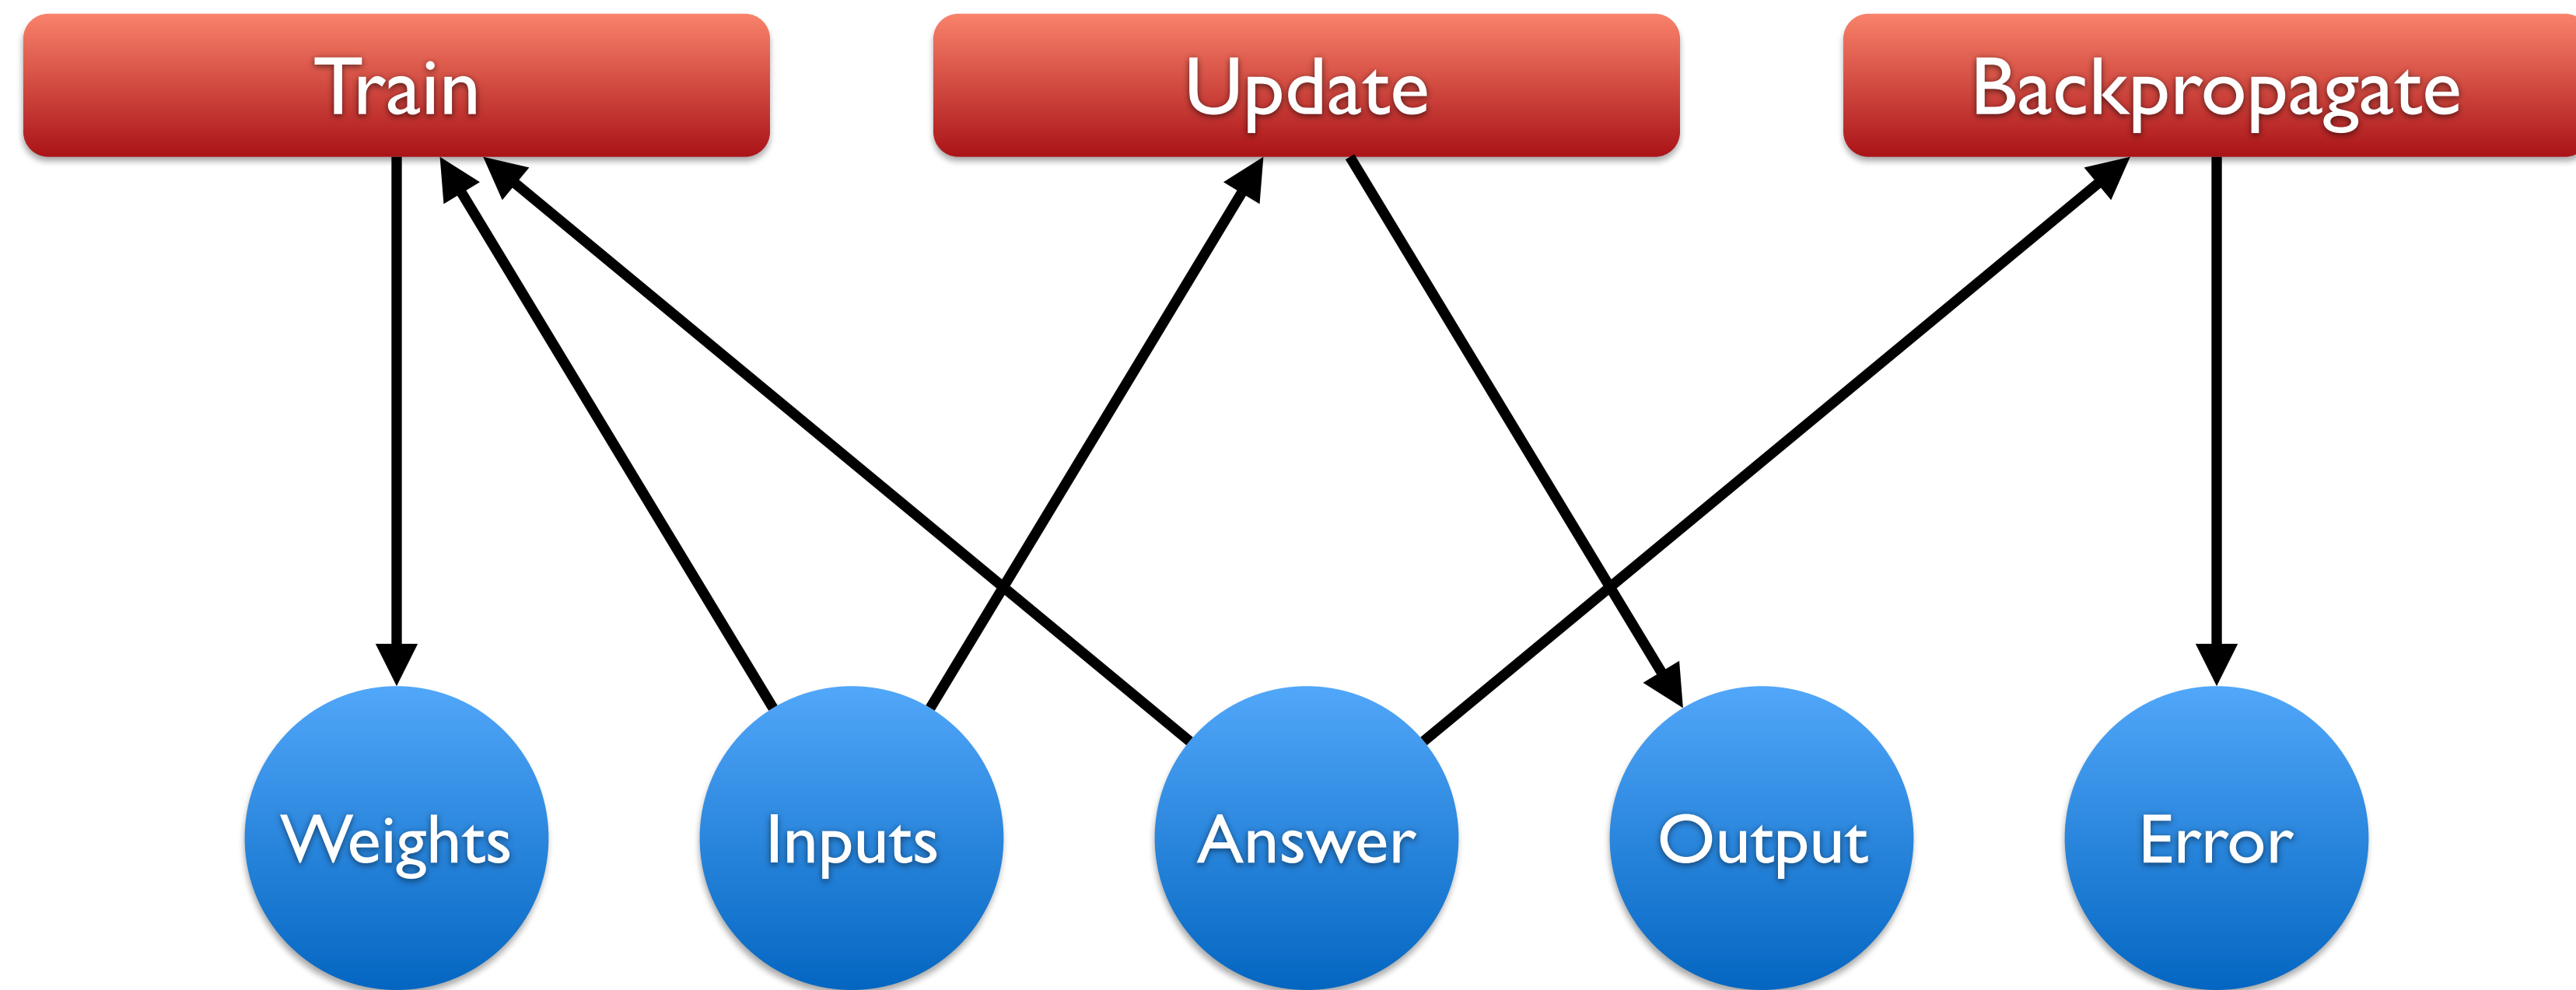 Train
Update
Backpropagate
Weights
Inputs
Answer
Output
Error